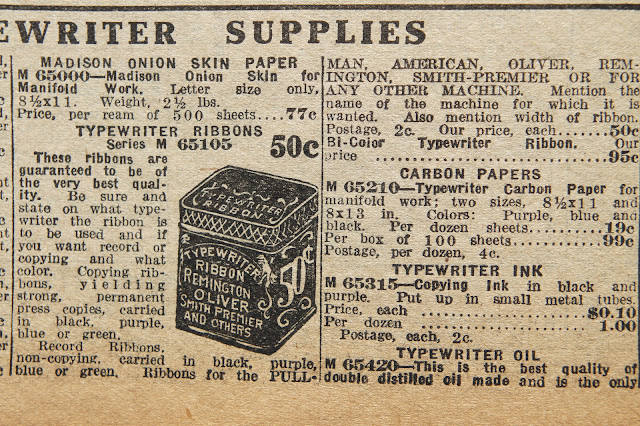 EWRITER SUPPLIES
MADISON ONION SKIN PAPER
M 65000—Madison Onion Skin for
Manifold Work. Letter size only,
8½x11. Weight, 2½ lbs.
Price, per ream of 500 sheets....77c
TYPEWRITER RIBBONS
Series M 65105 50c
These ribbons are
guaranteed to be of
the very best qual-
ity. Be sure and
state on what type-
writer the ribbon is
to be used and if
you want record or
copying and what
color. Copying rib-
bons, yielding
strong, permanent
press copies, carried
in black, purple,
blue or green.
Record Ribbons,
non-copying, carried in black, purple,
blue or green. Ribbons for the PULL-
TYPEWRITER
RIBBONS
TYPEWRITER
RIBBON
REMINGTON
OLIVER
SMITH PREMIER
AND OTHERS
50¢
MAN, AMERICAN, OLIVER, REM-
INGTON, SMITH-PREMIER OR FOR
ANY OTHER MACHINE. Mention the
name of the machine for which it is
wanted. Also mention width of ribbon.
Postage, 2c. Our price, each......50c
Bi-Color Typewriter Ribbon. Our
price ..............................95c
CARBON PAPERS
M 65210—Typewriter Carbon Paper for
manifold work; two sizes, 8½x11 and
8x13 in. Colors: Purple, blue and
black. Per dozen sheets..........19c
Per box of 100 sheets............99c
Postage, per dozen, 4c.
TYPEWRITER INK
M 65315—Copying Ink in black and
purple. Put up in small metal tubes.
Price, each ....................$0.10
Per dozen ...................... 1.00
Postage, each, 2c.
TYPEWRITER OIL
M 65420—This is the best quality of
double distilled oil made and is the only